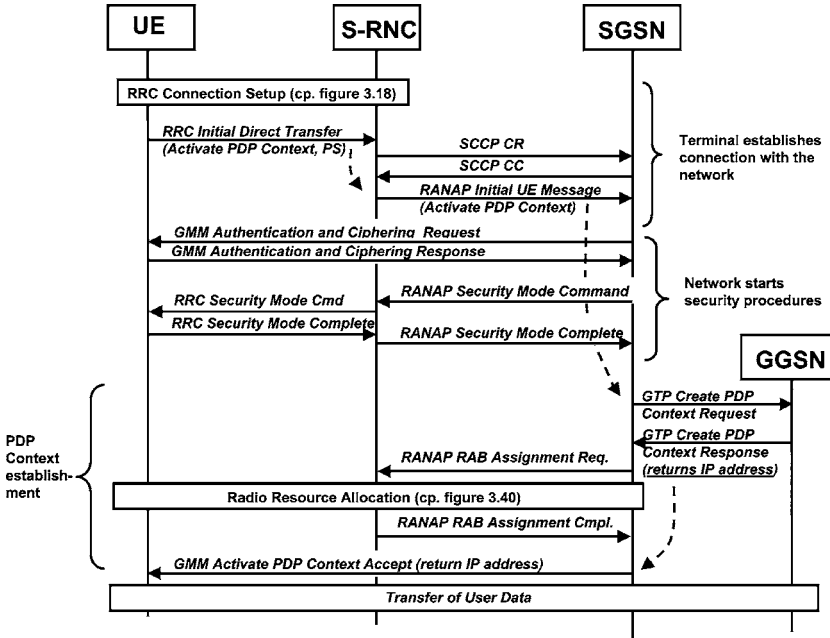 UE
S-RNC
SGSN
RRC Connection Setup (cp. figure 3.18)
RRC Initial Direct Transfer
(Activate PDP Context, PS)
SCCP CR
SCCP CC
RANAP Initial UE Message
(Activate PDP Context)
Terminal establishes
connection with the
network
GMM Authentication and Ciphering Request
GMM Authentication and Ciphering Response
RANAP Security Mode Command
RRC Security Mode Cmd
RRC Security Mode Complete
RANAP Security Mode Complete
Network starts
security procedures
GGSN
GTP Create PDP
Context Request
GTP Create PDP
Context Response
(returns IP address)
PDP
Context
establish-
ment
RANAP RAB Assignment Req.
Radio Resource Allocation (cp. figure 3.40)
RANAP RAB Assignment Cmpl.
GMM Activate PDP Context Accept (return IP address)
Transfer of User Data